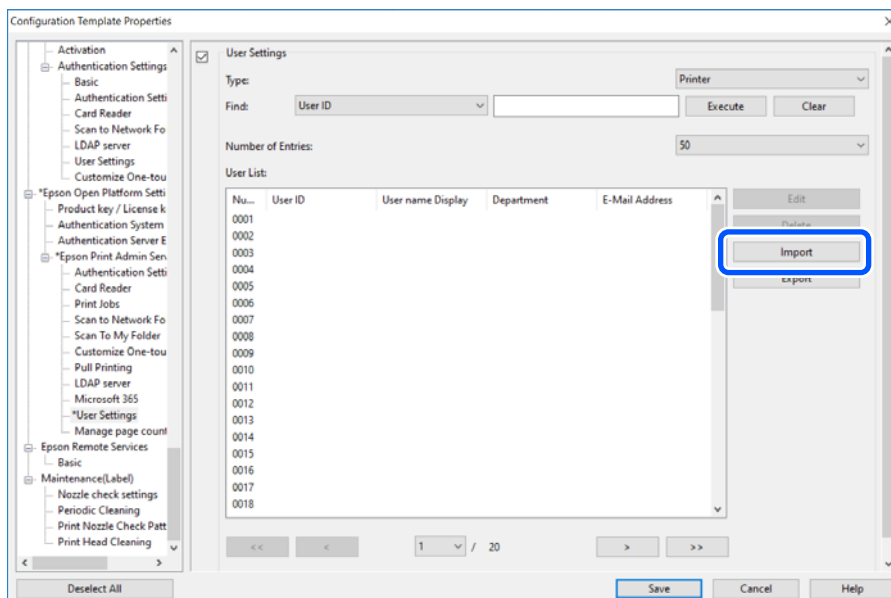 Configuration Template Properties
Activation
Authentication Settings
Basic
Authentication Setti
Card Reader
Scan to Network Fo
LDAP server
User Settings
Customize One-tou
*Epson Open Platform Setti
Product key / License k
Authentication System
Authentication Server E
*Epson Print Admin Serv
Authentication Setti
Card Reader
Print Jobs
Scan to Network Fo
Scan To My Folder
Customize One-tou
Pull Printing
LDAP server
Microsoft 365
*User Settings
Manage page count
Epson Remote Services
Basic
Maintenance(Label)
Nozzle check settings
Periodic Cleaning
Print Nozzle Check Patt
Print Head Cleaning
Deselect All
User Settings
Type: Printer
Find: User ID Execute Clear
Number of Entries: 50
User List:
Nu... User ID User name Display Department E-Mail Address
0001
0002
0003
0004
0005
0006
0007
0008
0009
0010
0011
0012
0013
0014
0015
0016
0017
0018
Edit
Delete
Import
Export
<< < 1 / 20 > >>
Save Cancel Help